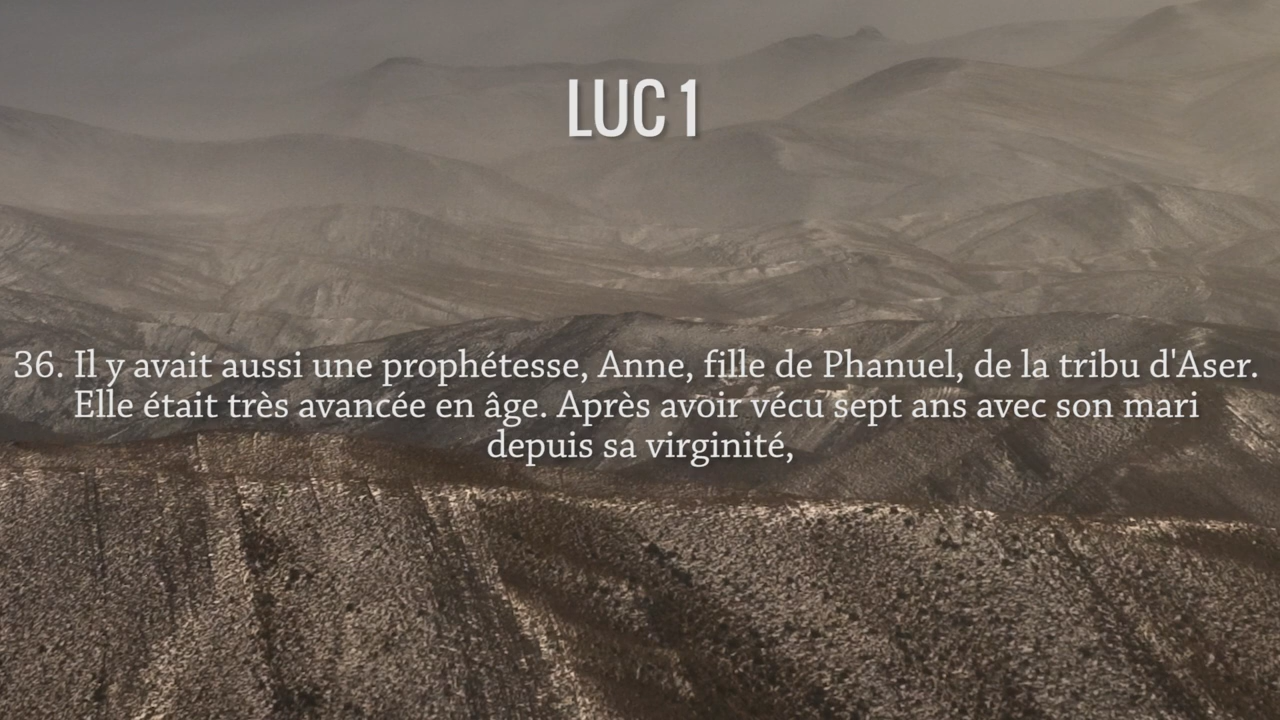 LUC 1
36. Il y avait aussi une prophétesse, Anne, fille de Phanuel, de la tribu d'Aser.
Elle était très avancée en âge. Après avoir vécu sept ans avec son mari
depuis sa virginité,